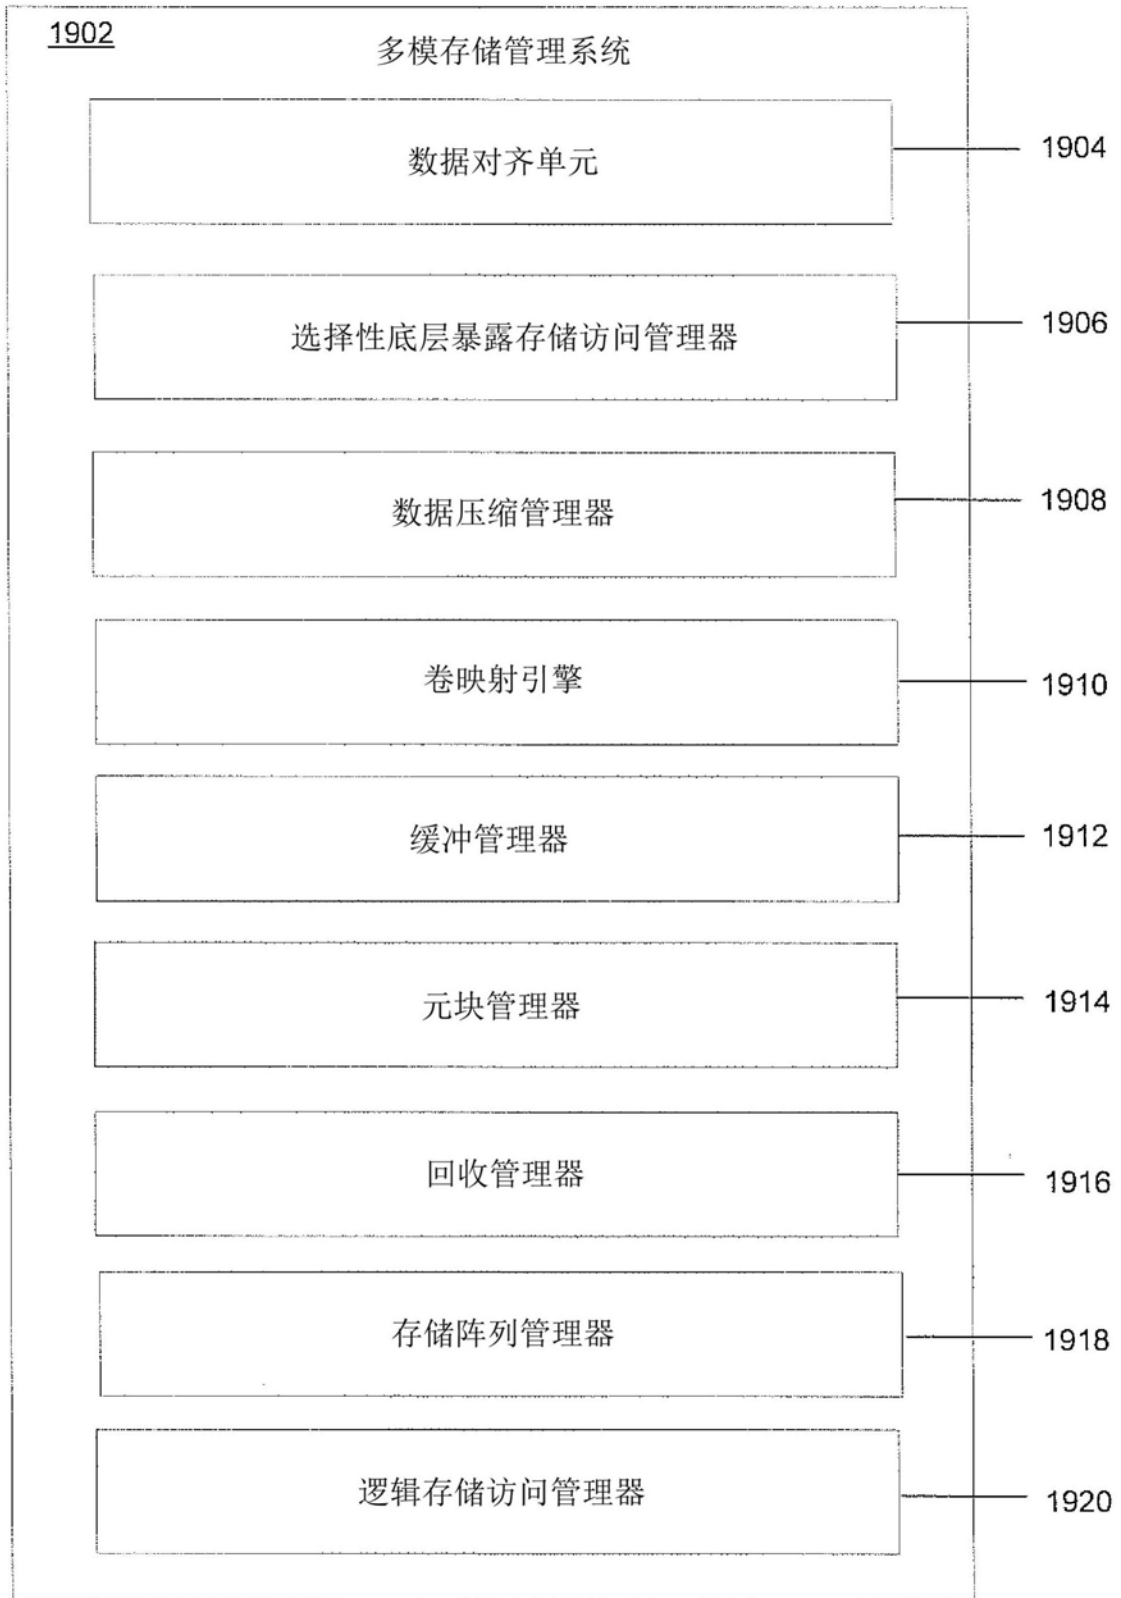 1902
多模存储管理系统
数据对齐单元
1904
选择性底层暴露存储访问管理器
1906
数据压缩管理器
1908
卷映射引擎
1910
缓冲管理器
1912
元块管理器
1914
回收管理器
1916
存储阵列管理器
1918
逻辑存储访问管理器
1920